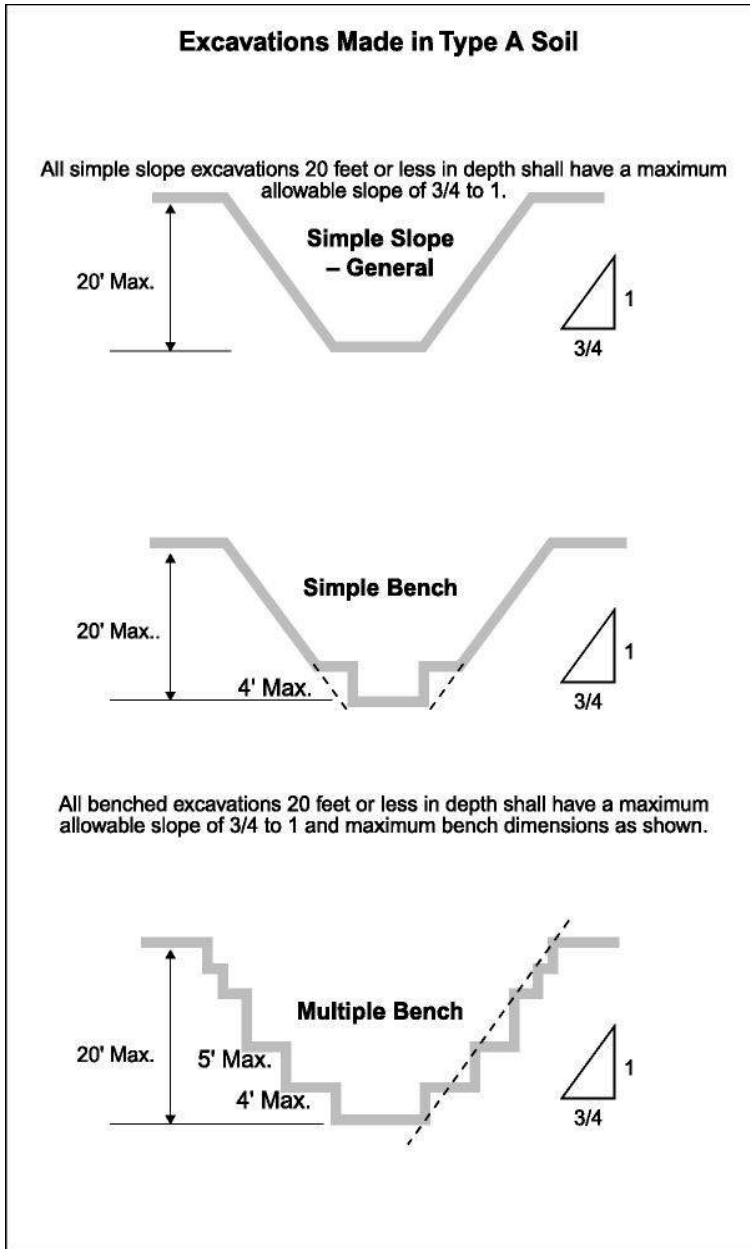 Excavations Made in Type A Soil
All simple slope excavations 20 feet or less in depth shall have a maximum
allowable slope of 3/4 to 1.
Simple Slope
– General
20' Max.
1
3/4
Simple Bench
20' Max..
4' Max.
1
3/4
All benched excavations 20 feet or less in depth shall have a maximum
allowable slope of 3/4 to 1 and maximum bench dimensions as shown.
Multiple Bench
20' Max.
5' Max.
4' Max.
1
3/4